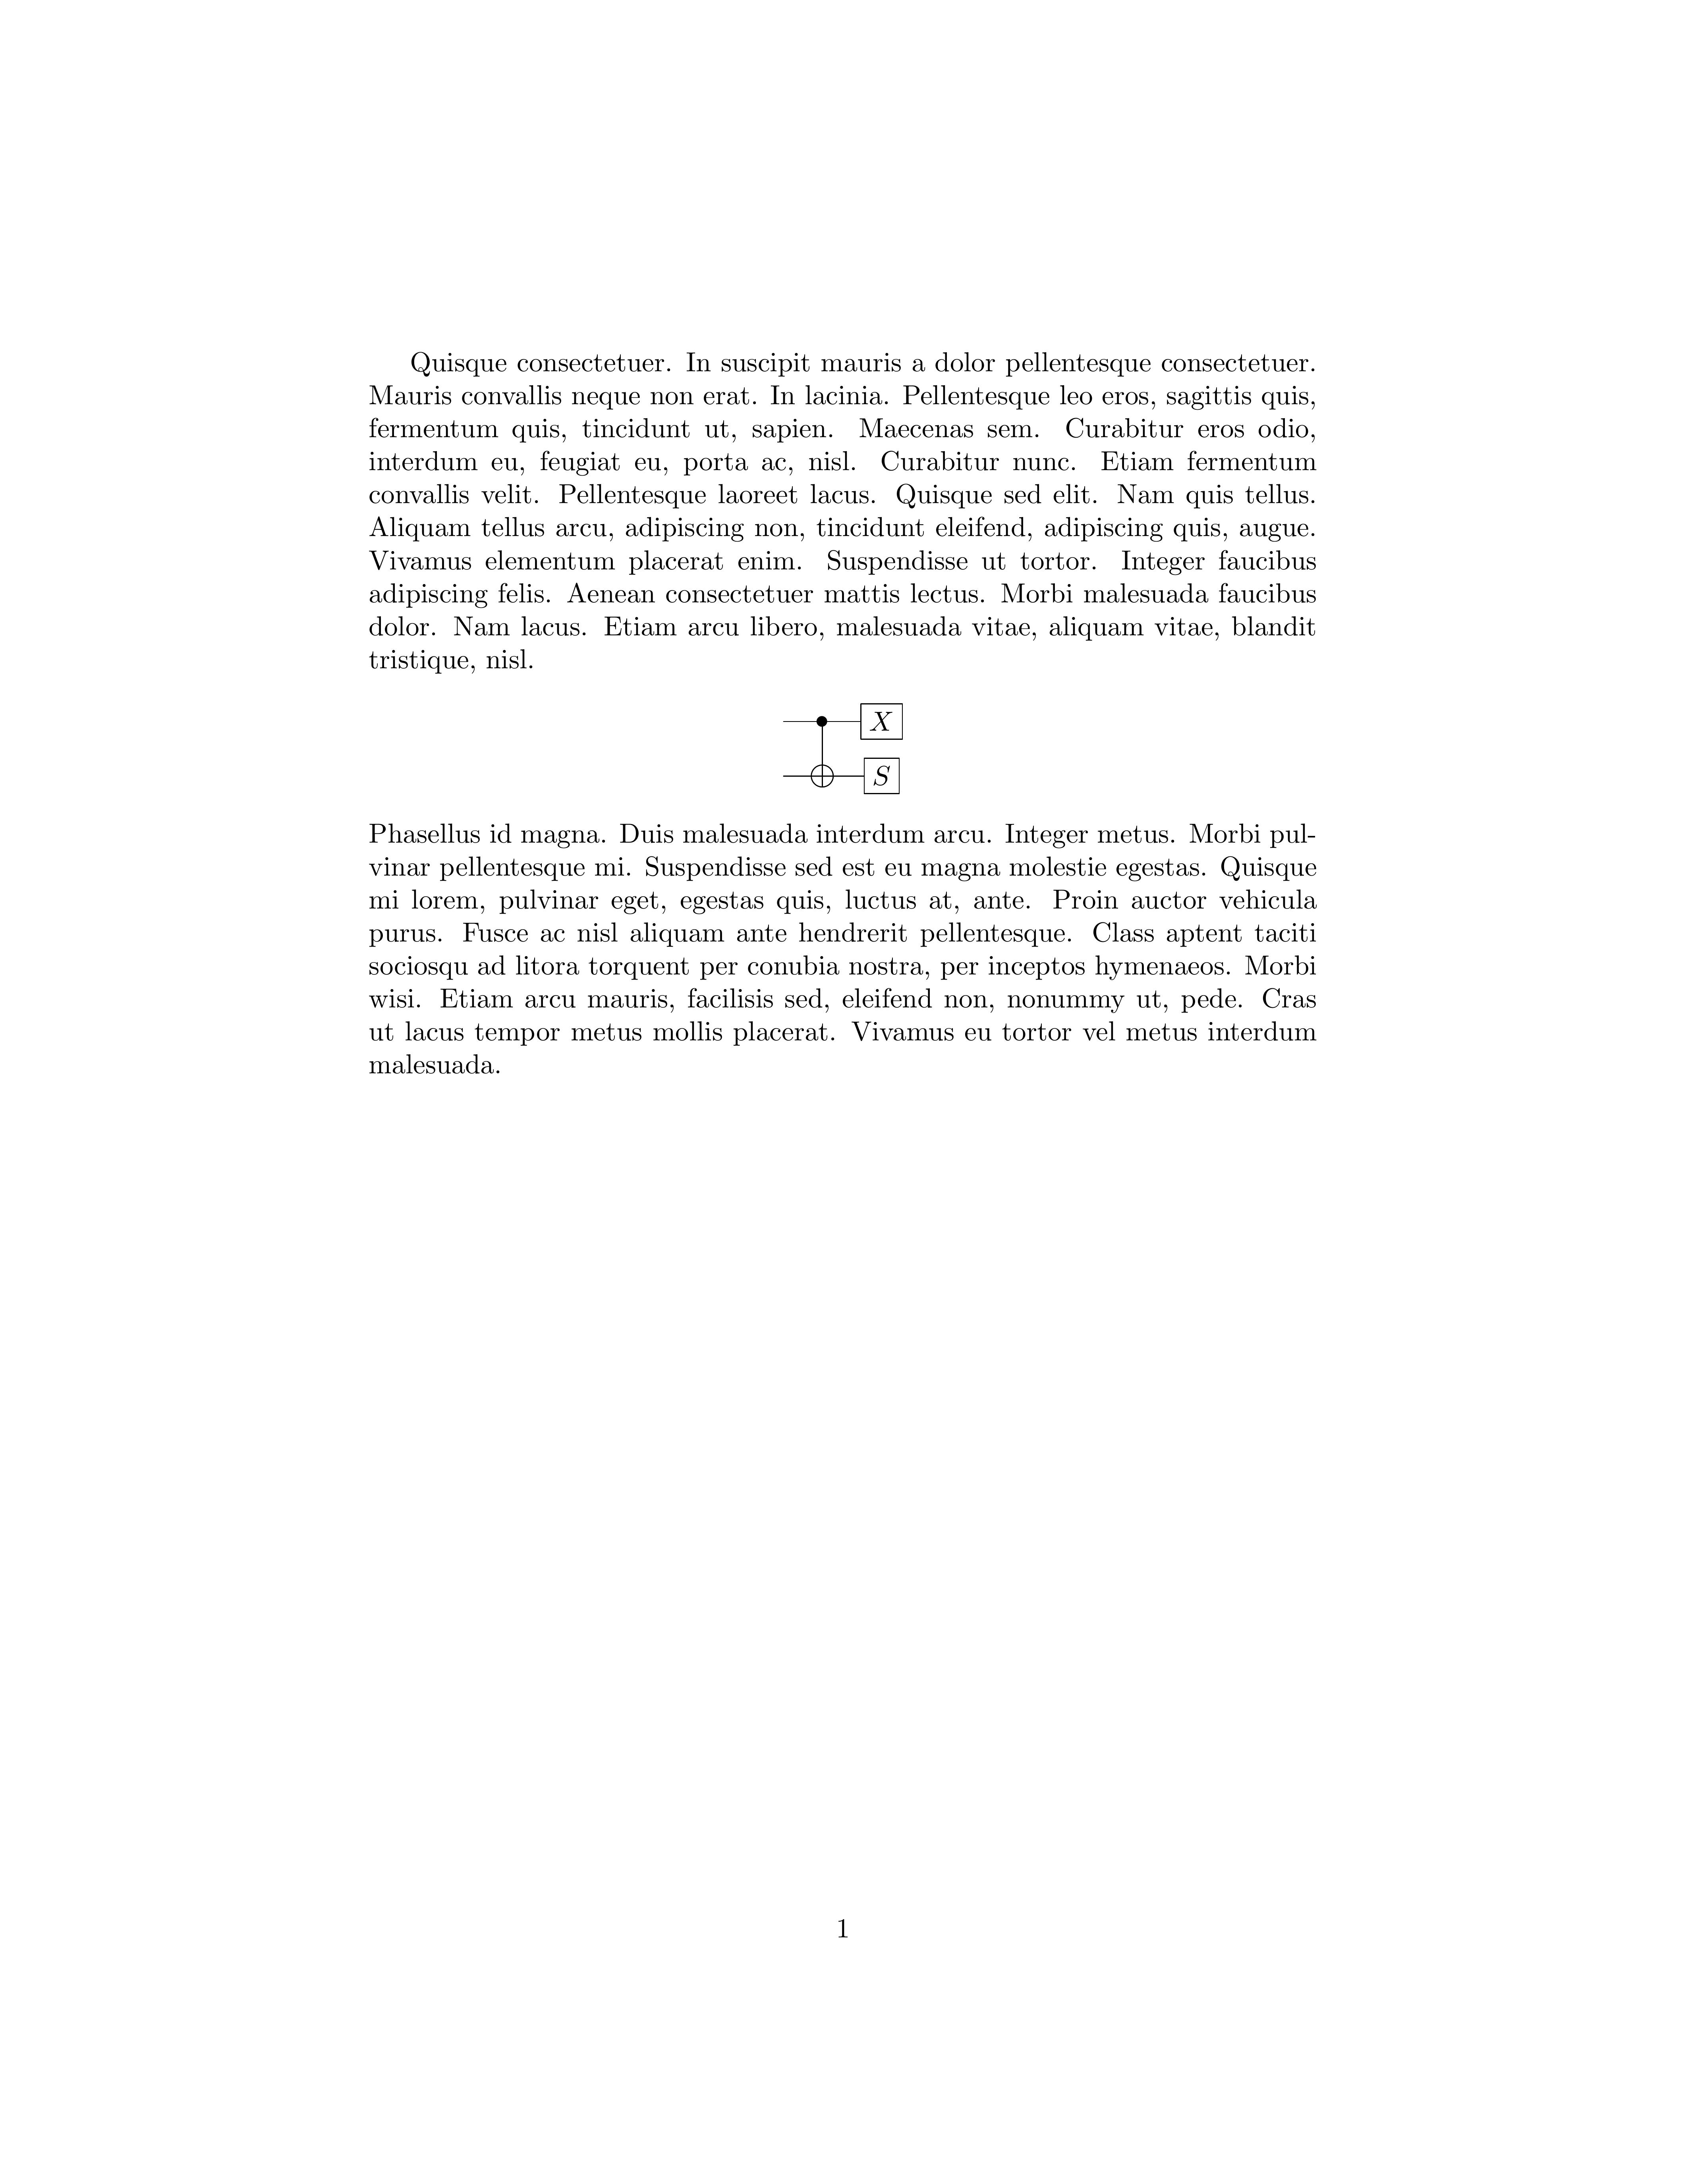 Quisque consectetuer. In suscipit mauris a dolor pellentesque consectetuer.
Mauris convallis neque non erat. In lacinia. Pellentesque leo eros, sagittis quis,
fermentum quis, tincidunt ut, sapien. Maecenas sem. Curabitur eros odio,
interdum eu, feugiat eu, porta ac, nisl. Curabitur nunc. Etiam fermentum
convallis velit. Pellentesque laoreet lacus. Quisque sed elit. Nam quis tellus.
Aliquam tellus arcu, adipiscing non, tincidunt eleifend, adipiscing quis, augue.
Vivamus elementum placerat enim. Suspendisse ut tortor. Integer faucibus
adipiscing felis. Aenean consectetuer mattis lectus. Morbi malesuada faucibus
dolor. Nam lacus. Etiam arcu libero, malesuada vitae, aliquam vitae, blandit
tristique, nisl.
X
S
Phasellus id magna. Duis malesuada interdum arcu. Integer metus. Morbi pul-
vinar pellentesque mi. Suspendisse sed est eu magna molestie egestas. Quisque
mi lorem, pulvinar eget, egestas quis, luctus at, ante. Proin auctor vehicula
purus. Fusce ac nisl aliquam ante hendrerit pellentesque. Class aptent taciti
sociosqu ad litora torquent per conubia nostra, per inceptos hymenaeos. Morbi
wisi. Etiam arcu mauris, facilisis sed, eleifend non, nonummy ut, pede. Cras
ut lacus tempor metus mollis placerat. Vivamus eu tortor vel metus interdum
malesuada.
1